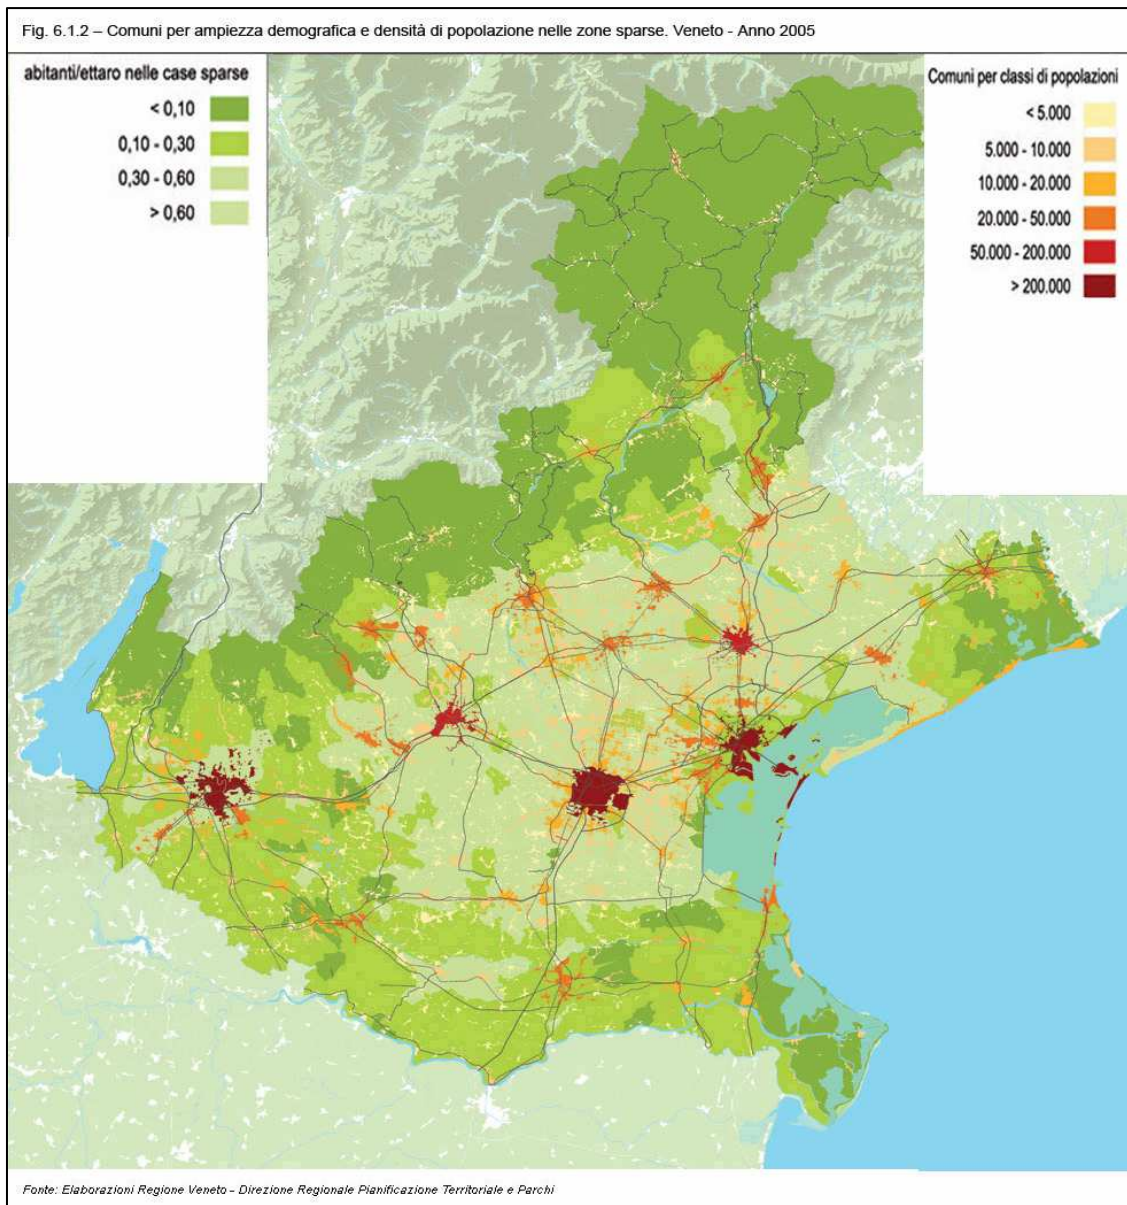 Fig. 6.1.2 – Comuni per ampiezza demografica e densità di popolazione nelle zone sparse. Veneto - Anno 2005
abitanti/ettaro nelle case sparse
< 0,10
0,10 - 0,30
0,30 - 0,60
> 0,60
Comuni per classi di popolazioni
< 5.000
5.000 - 10.000
10.000 - 20.000
20.000 - 50.000
50.000 - 200.000
> 200.000
Fonte: Elaborazioni Regione Veneto - Direzione Regionale Pianificazione Territoriale e Parchi